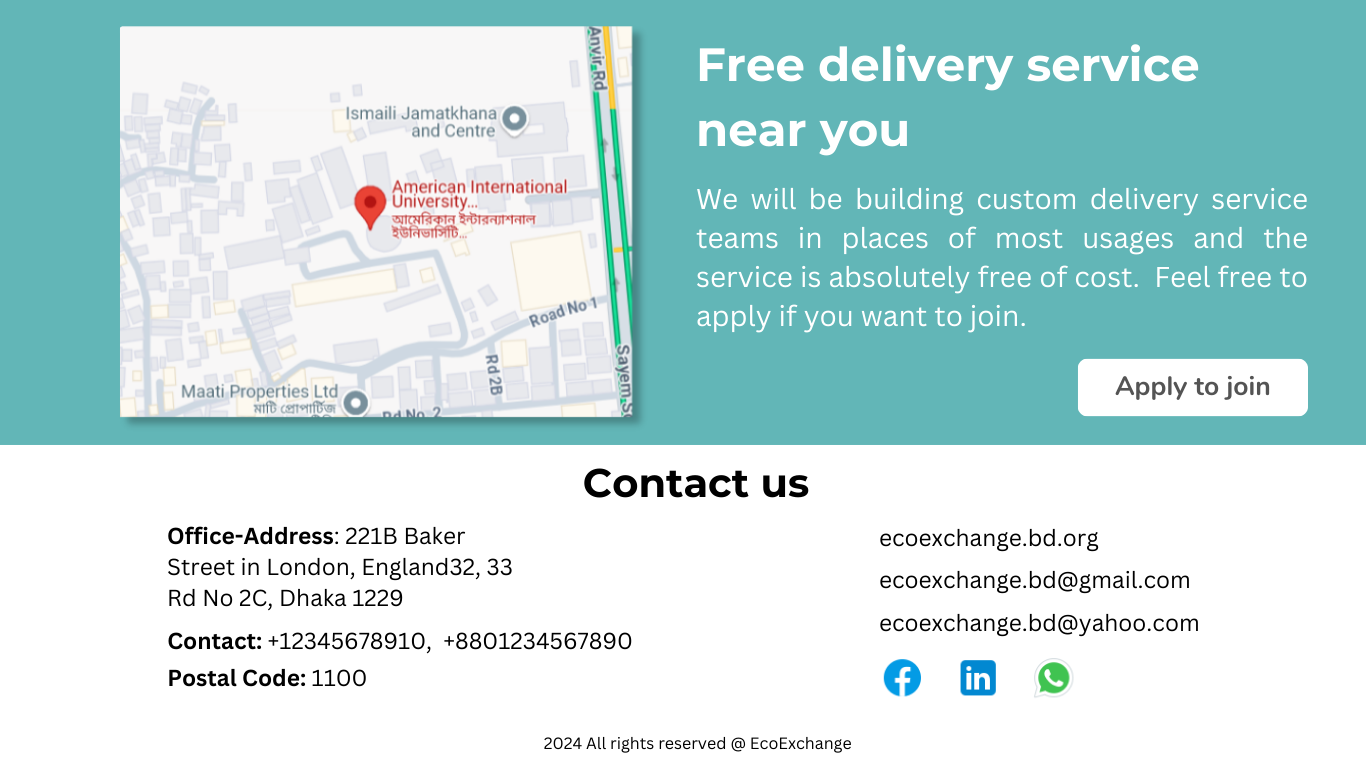 Anvir Rd
Ismaili Jamatkhana
and Centre
American International
University...
আমেরিকান ইন্টারন্যাশনাল
ইউনিভার্সিটি...
Road No 1
Rd 2B
Sayem S
Maati Properties Ltd
মাটি প্রোপার্টিজ
Rd No. 2
Free delivery service
near you
We will be building custom delivery service
teams in places of most usages and the
service is absolutely free of cost. Feel free to
apply if you want to join.
Apply to join
Contact us
Office-Address: 221B Baker
Street in London, England32, 33
Rd No 2C, Dhaka 1229
Contact: +12345678910, +8801234567890
Postal Code: 1100
ecoexchange.bd.org
ecoexchange.bd@gmail.com
ecoexchange.bd@yahoo.com
2024 All rights reserved @ EcoExchange